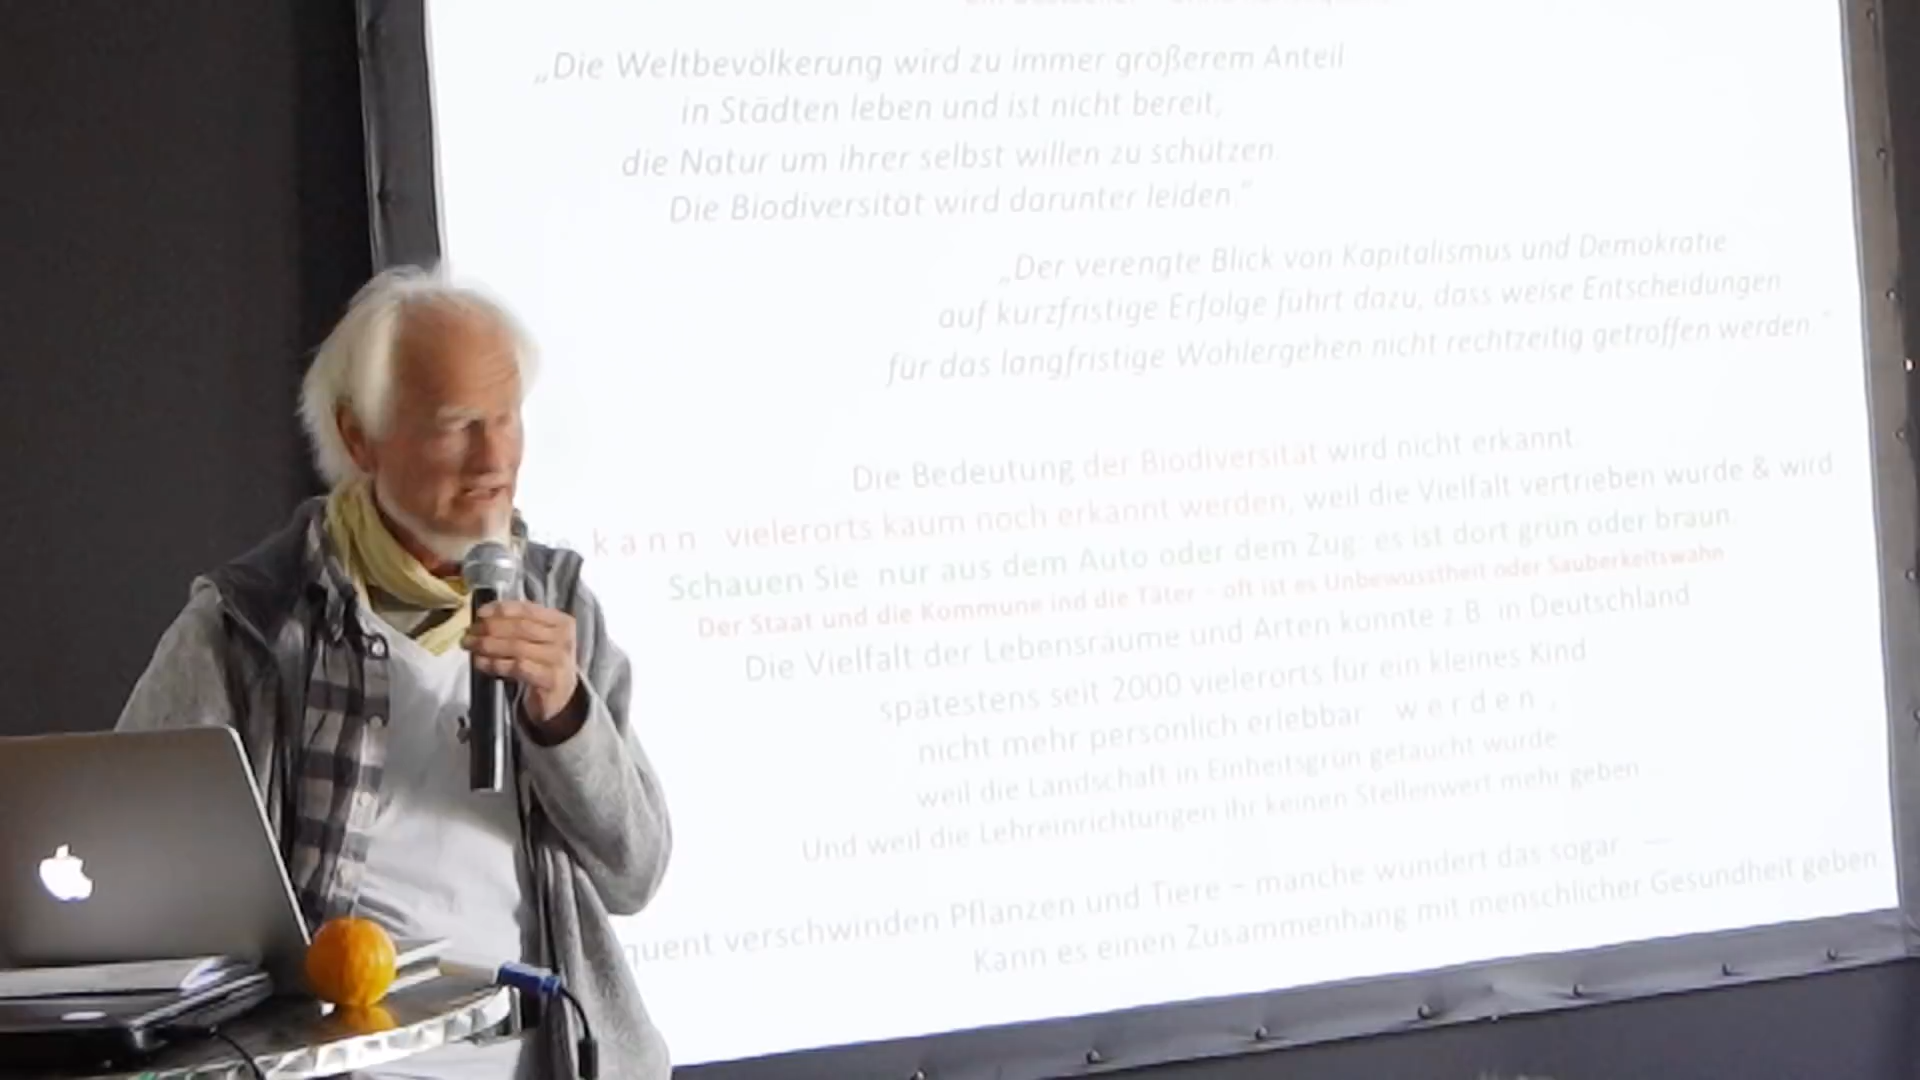 „Die Weltbevölkerung wird zu immer größerem Anteil
in Städten leben und ist nicht bereit,
die Natur um ihrer selbst willen zu schützen.
Die Biodiversität wird darunter leiden.“
„Der verengte Blick von Kapitalismus und Demokratie
auf kurzfristige Erfolge führt dazu, dass weise Entscheidungen
für das langfristige Wohlergehen nicht rechtzeitig getroffen werden.“
Die Bedeutung der Biodiversität wird nicht erkannt.
k a n n vielerorts kaum noch erkannt werden, weil die Vielfalt vertrieben wurde & wird
Schauen Sie nur aus dem Auto oder dem Zug: es ist dort grün oder braun.
Der Staat und die Kommune ind die Täter – oft ist es Unbewusstheit oder Sauberkeitswahn
Die Vielfalt der Lebensräume und Arten konnte z.B. in Deutschland
spätestens seit 2000 vielerorts für ein kleines Kind
nicht mehr persönlich erlebbar w e r d e n ,
weil die Landschaft in Einheitsgrün getaucht wurde
Und weil die Lehreinrichtungen ihr keinen Stellenwert mehr geben ...
quent verschwinden Pflanzen und Tiere – manche wundert das sogar —
Kann es einen Zusammenhang mit menschlicher Gesundheit geben.